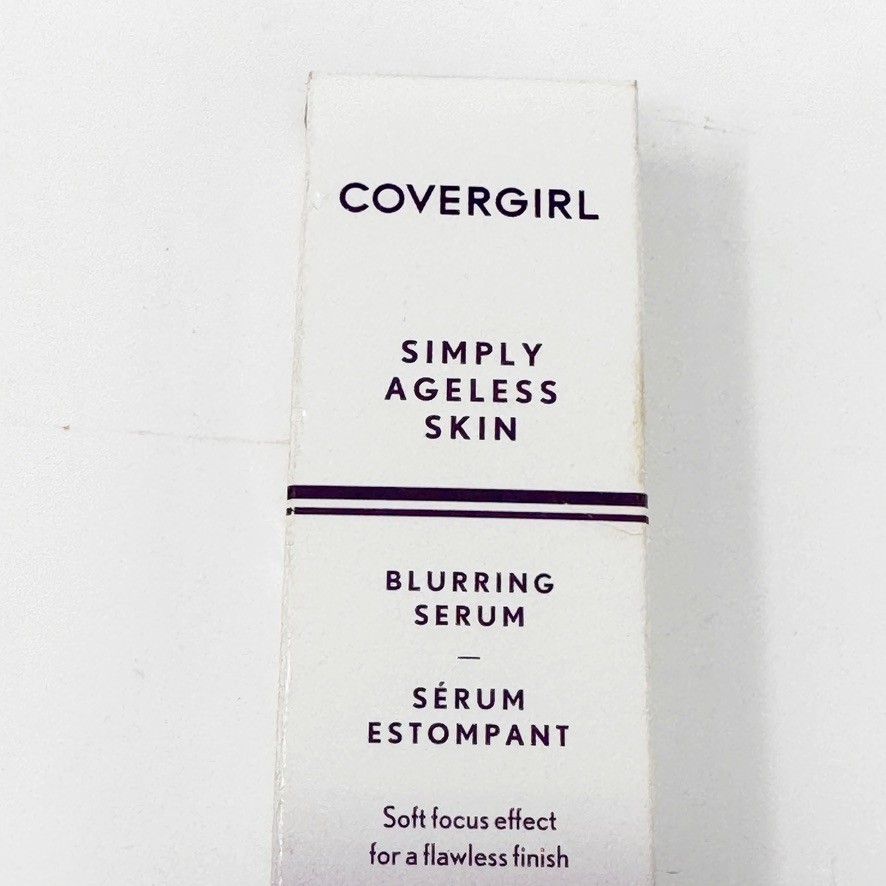 COVERGIRL
SIMPLY
AGELESS
SKIN
BLURRING
SERUM
—
SÉRUM
ESTOMPANT
Soft focus effect
for a flawless finish